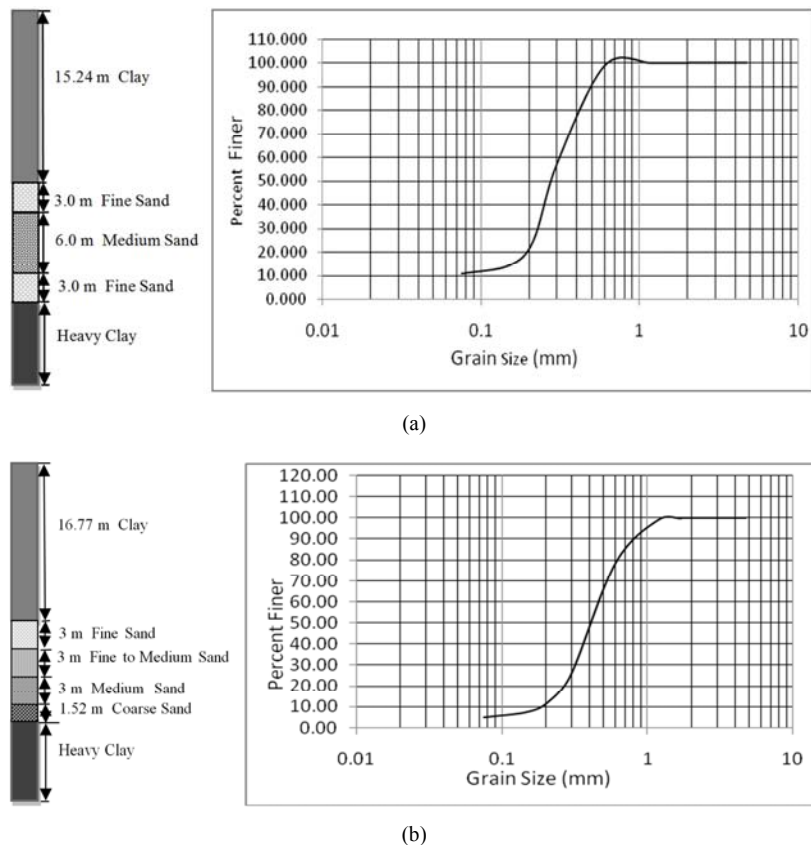 15.24 m Clay
3.0 m Fine Sand
6.0 m Medium Sand
3.0 m Fine Sand
Heavy Clay
Percent Finer
110.000
100.000
90.000
80.000
70.000
60.000
50.000
40.000
30.000
20.000
10.000
0.000
0.01 0.1 1 10
Grain Size (mm)
(a)
16.77 m Clay
3 m Fine Sand
3 m Fine to Medium Sand
3 m Medium Sand
1.52 m Coarse Sand
Heavy Clay
Percent Finer
120.00
110.00
100.00
90.00
80.00
70.00
60.00
50.00
40.00
30.00
20.00
10.00
0.00
0.01 0.1 1 10
Grain Size (mm)
(b)